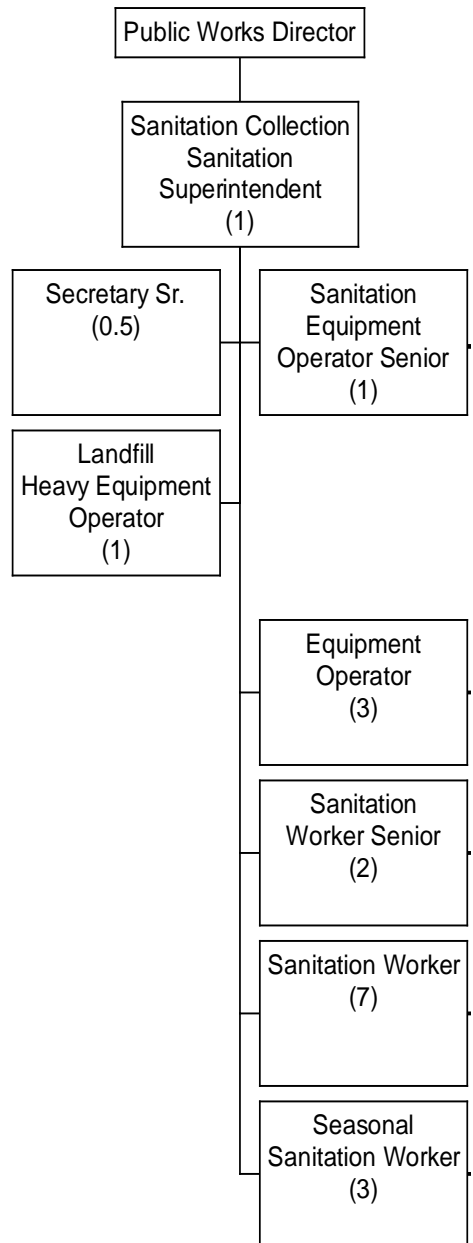 Public Works Director
Sanitation Collection
Sanitation
Superintendent
(1)
Secretary Sr.
(0.5)
Sanitation
Equipment
Operator Senior
(1)
Landfill
Heavy Equipment
Operator
(1)
Equipment
Operator
(3)
Sanitation
Worker Senior
(2)
Sanitation Worker
(7)
Seasonal
Sanitation Worker
(3)